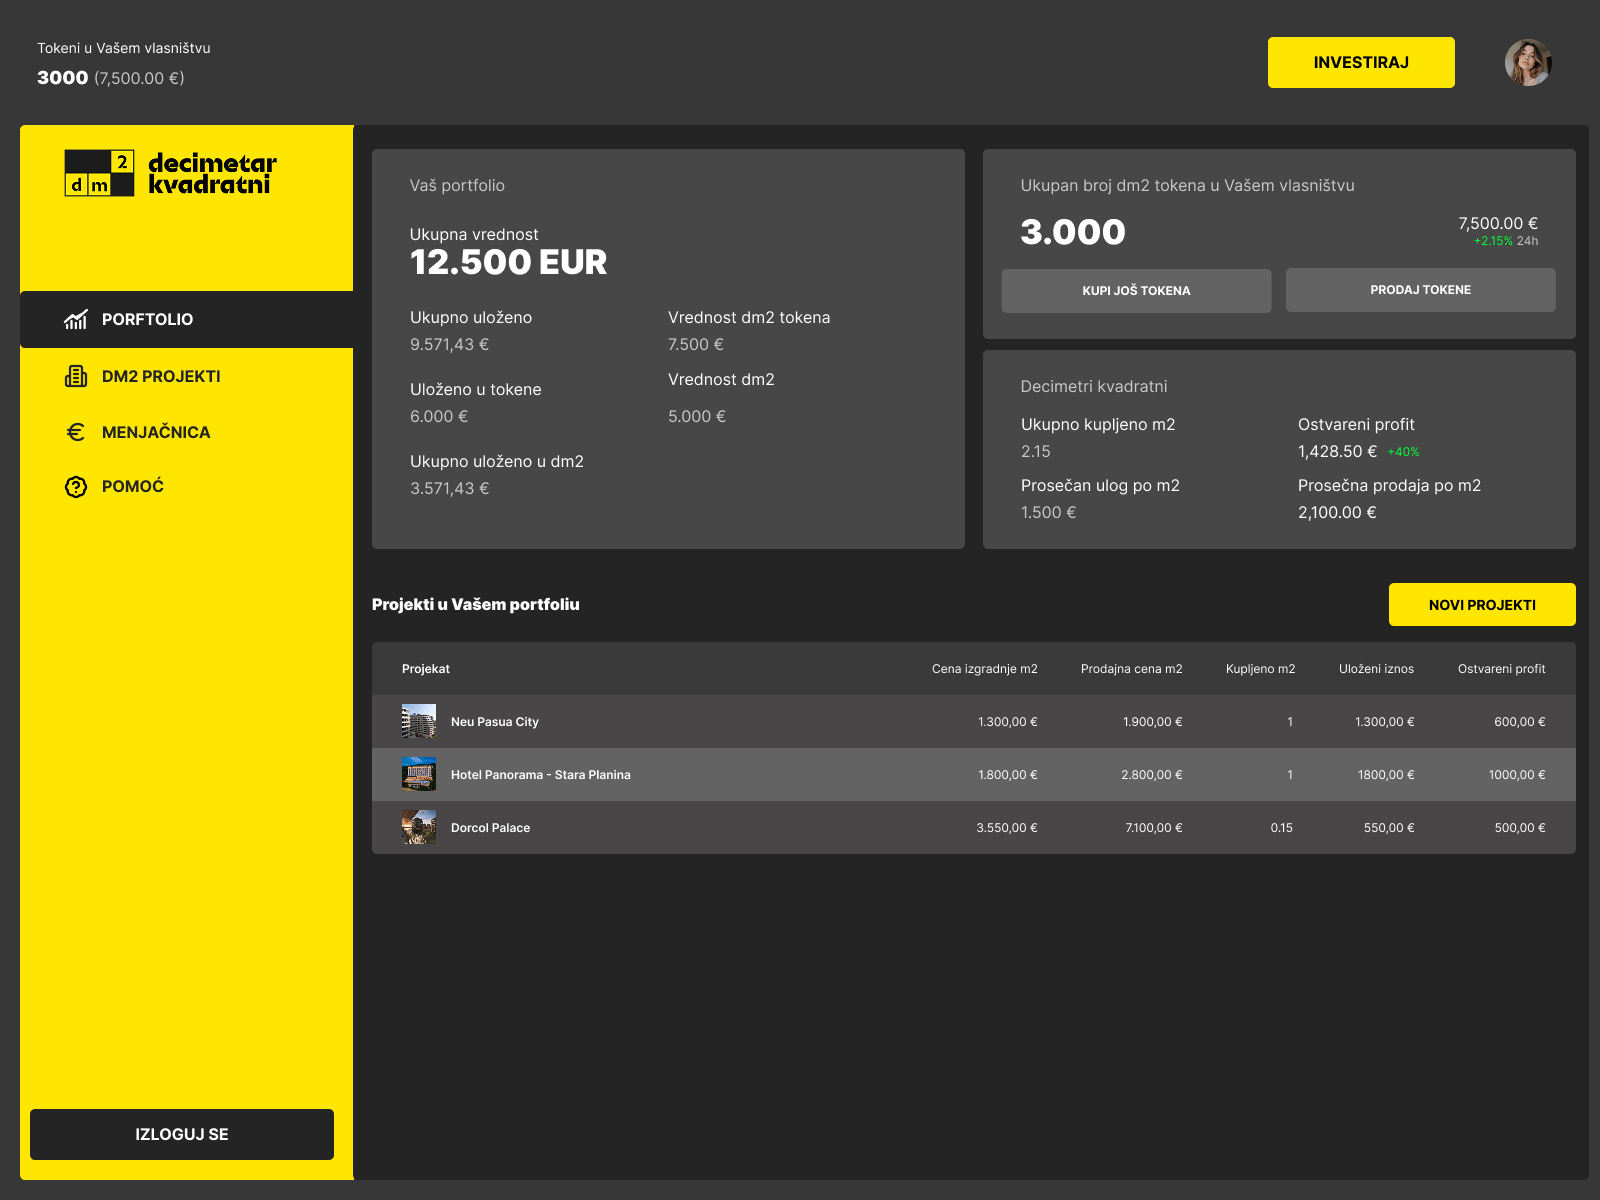 Tokeni u Vašem vlasništvu
3000 (7,500.00 €)
INVESTIRAJ
dm2
decimetar
kvadratni
PORFTOLIO
DM2 PROJEKTI
MENJAČNICA
POMOĆ
IZLOGUJ SE
Vaš portfolio
Ukupna vrednost
12.500 EUR
Ukupno uloženo
9.571,43 €
Vrednost dm2 tokena
7.500 €
Uloženo u tokene
6.000 €
Vrednost dm2
5.000 €
Ukupno uloženo u dm2
3.571,43 €
Ukupan broj dm2 tokena u Vašem vlasništvu
3.000
7,500.00 €
+2.15% 24h
KUPI JOŠ TOKENA
PRODAJ TOKENE
Decimetri kvadratni
Ukupno kupljeno m2
2.15
Ostvareni profit
1,428.50 € +40%
Prosečan ulog po m2
1.500 €
Prosečna prodaja po m2
2,100.00 €
Projekti u Vašem portfoliu
NOVI PROJEKTI
Projekat Cena izgradnje m2 Prodajna cena m2 Kupljeno m2 Uloženi iznos Ostvareni profit
Neu Pasua City 1.300,00 € 1.900,00 € 1 1.300,00 € 600,00 €
Hotel Panorama - Stara Planina 1.800,00 € 2.800,00 € 1 1800,00 € 1000,00 €
Dorcol Palace 3.550,00 € 7.100,00 € 0.15 550,00 € 500,00 €